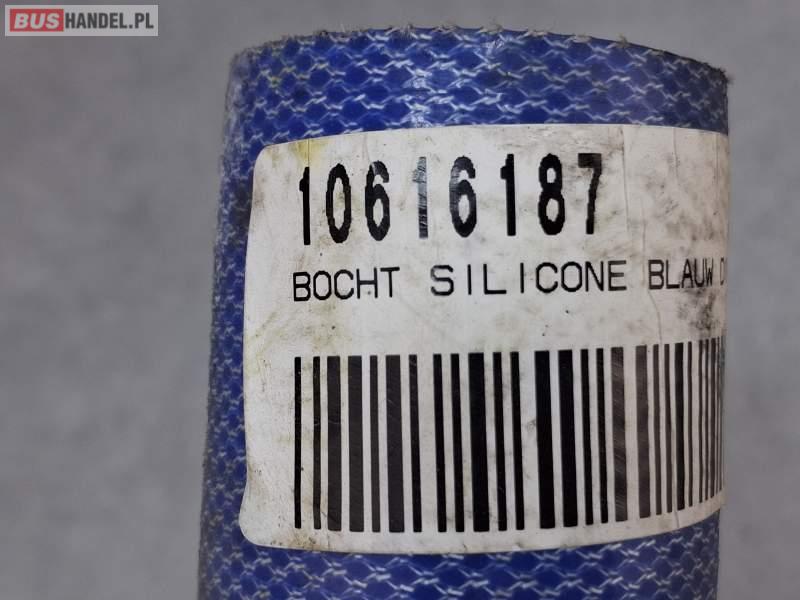 BUSHANDEL.PL
10616187
BOCHT SILICONE BLAUW